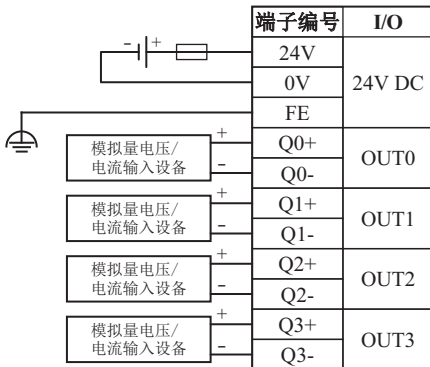 端子编号 I/O
- + 24V
0V 24V DC
FE
模拟量电压/ + Q0+ OUT0
电流输入设备 - Q0-
模拟量电压/ + Q1+ OUT1
电流输入设备 - Q1-
模拟量电压/ + Q2+ OUT2
电流输入设备 - Q2-
模拟量电压/ + Q3+ OUT3
电流输入设备 - Q3-